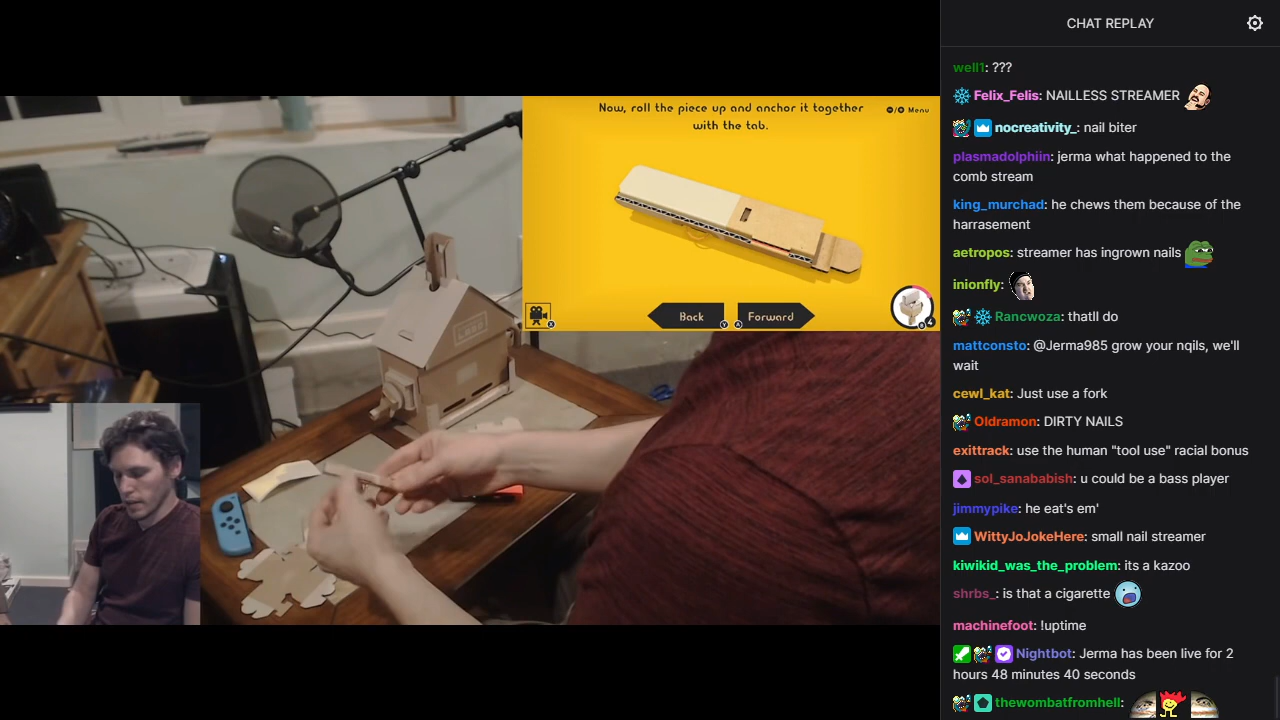 Now, roll the piece up and anchor it together
with the tab.
Menu
Back
Forward
LABO
CHAT REPLAY
well1: ???
Felix_Felis: NAILLESS STREAMER
nocreativity_: nail biter
plasmadolphiin: jerma what happened to the
comb stream
king_murchad: he chews them because of the
harrasement
aetropos: streamer has ingrown nails
inionfly:
Rancwoza: thatll do
mattconsto: @Jerma985 grow your nqils, we'll
wait
cewl_kat: Just use a fork
Oldramon: DIRTY NAILS
exittrack: use the human "tool use" racial bonus
sol_sanababish: u could be a bass player
jimmypike: he eat's em'
WittyJoJokeHere: small nail streamer
kiwikid_was_the_problem: its a kazoo
shrbs_: is that a cigarette
machinefoot: !uptime
Nightbot: Jerma has been live for 2
hours 48 minutes 40 seconds
thewombatfromhell: